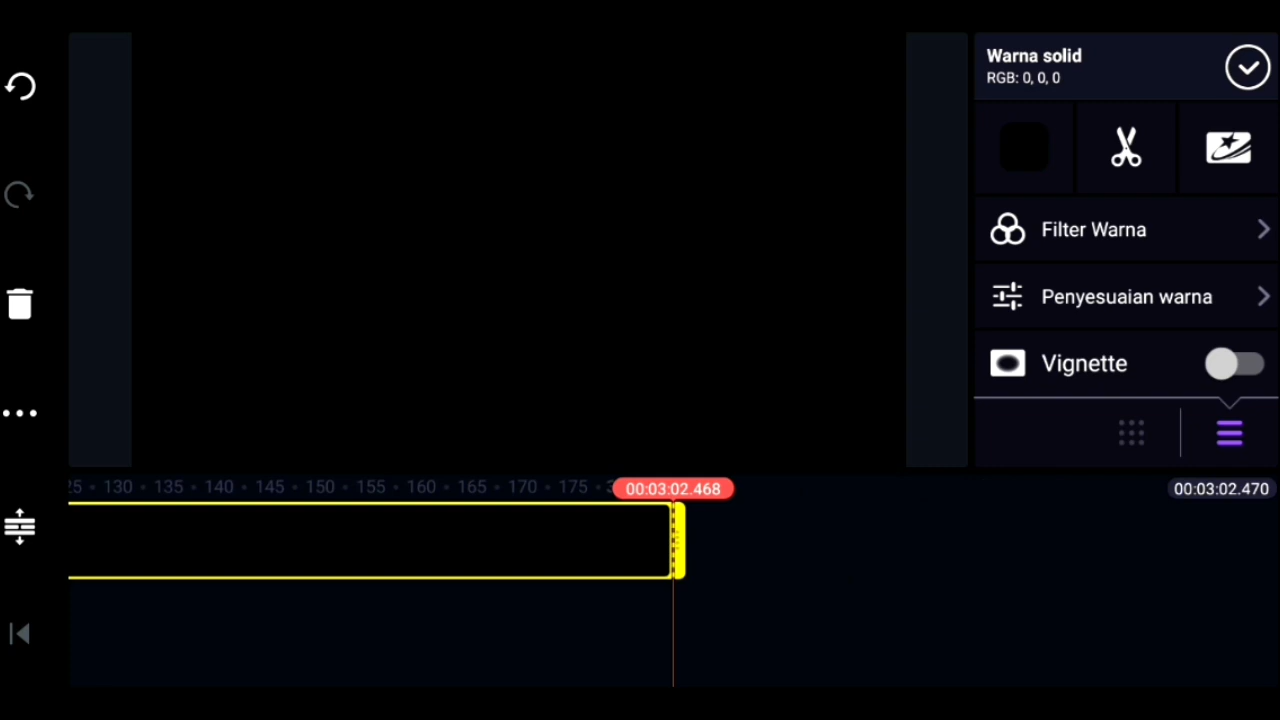 Warna solid
RGB: 0, 0, 0
Filter Warna
Penyesuaian warna
Vignette
25 • 130 • 135 • 140 • 145 • 150 • 155 • 160 • 165 • 170 • 175 •
00:03:02.468
00:03:02.470